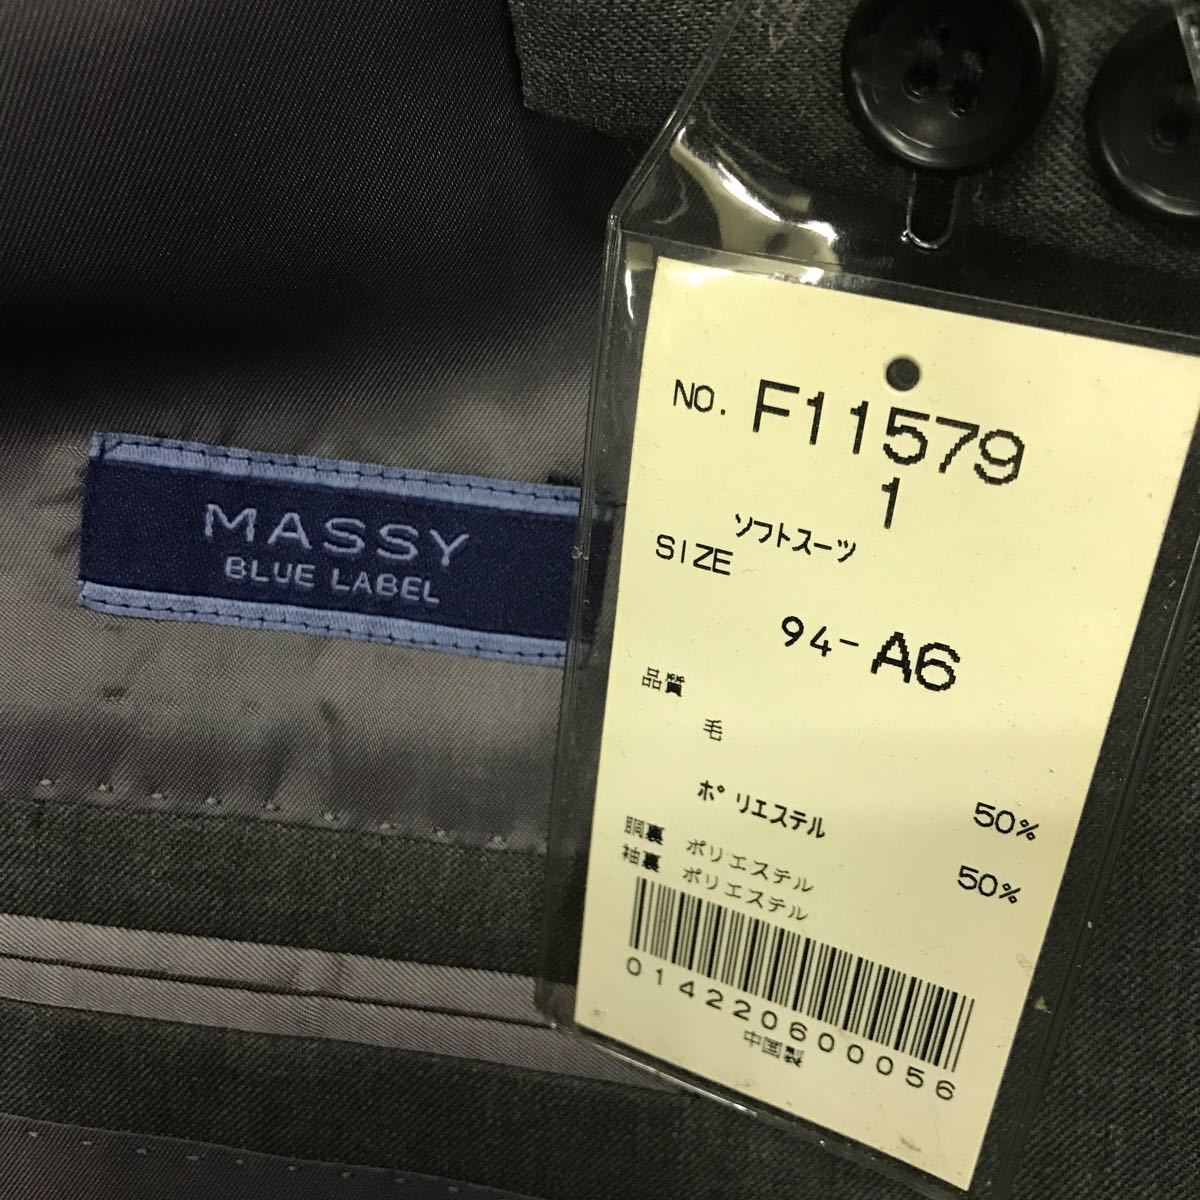 MASSY
BLUE LABEL
NO. F11579
1
ソフトスーツ
SIZE
94-A6
品質
毛 50%
ポリエステル 50%
胴裏 ポリエステル
袖裏 ポリエステル
014220600056
中国製